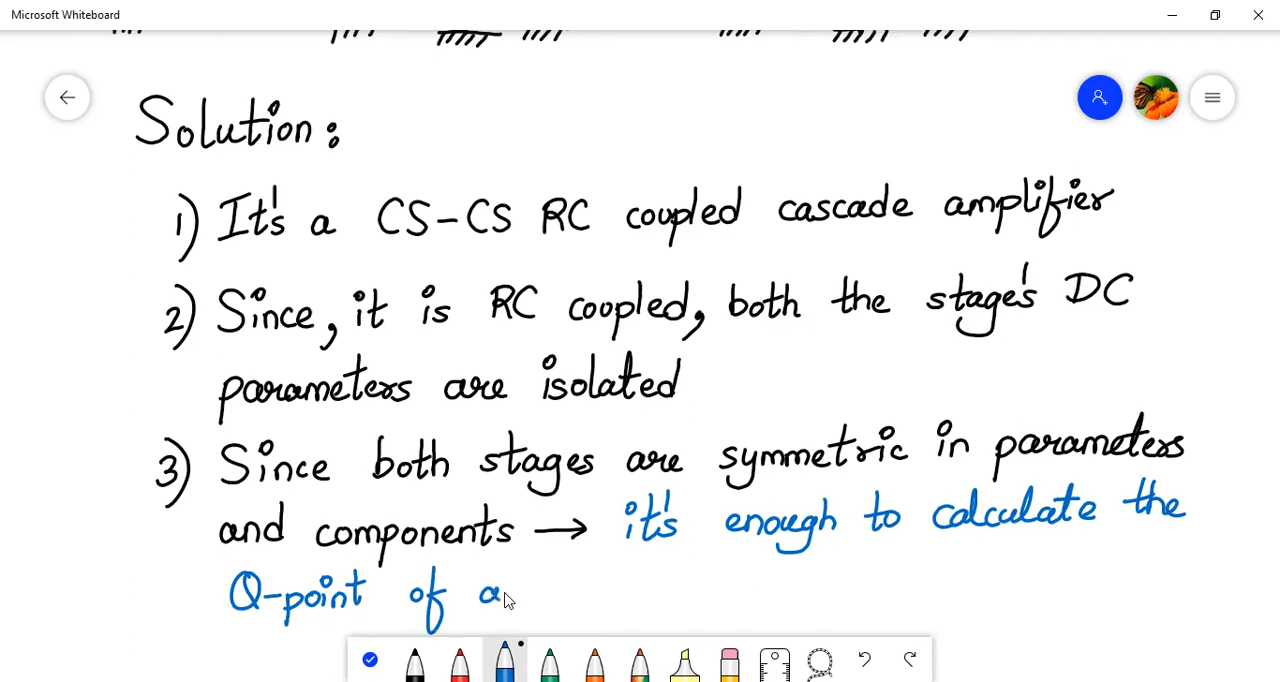 Microsoft Whiteboard
Solution:
1) It's a CS-CS RC coupled cascade amplifier
2) Since, it is RC coupled, both the stage's DC
parameters are isolated
3) Since both stages are symmetric in parameters
and components → it's enough to calculate the
Q-point of a